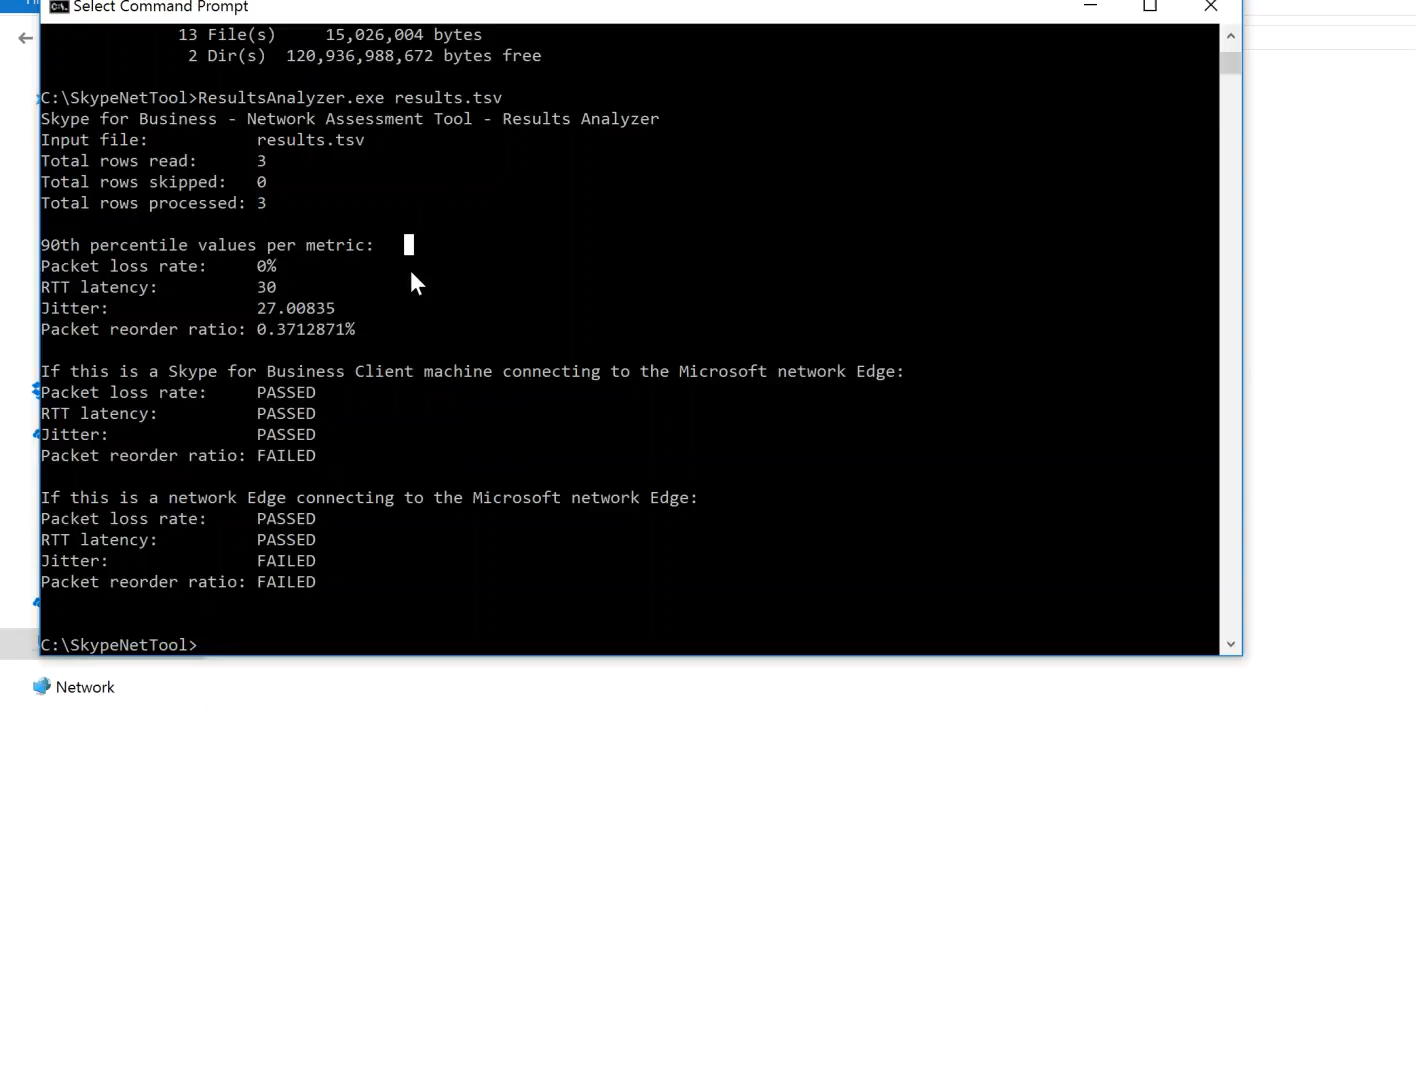 Select Command Prompt
13 File(s) 15,026,004 bytes
2 Dir(s) 120,936,988,672 bytes free
C:\SkypeNetTool>ResultsAnalyzer.exe results.tsv
Skype for Business - Network Assessment Tool - Results Analyzer
Input file: results.tsv
Total rows read: 3
Total rows skipped: 0
Total rows processed: 3
90th percentile values per metric:
Packet loss rate: 0%
RTT latency: 30
Jitter: 27.00835
Packet reorder ratio: 0.3712871%
If this is a Skype for Business Client machine connecting to the Microsoft network Edge:
Packet loss rate: PASSED
RTT latency: PASSED
Jitter: PASSED
Packet reorder ratio: FAILED
If this is a network Edge connecting to the Microsoft network Edge:
Packet loss rate: PASSED
RTT latency: PASSED
Jitter: FAILED
Packet reorder ratio: FAILED
C:\SkypeNetTool>
Network